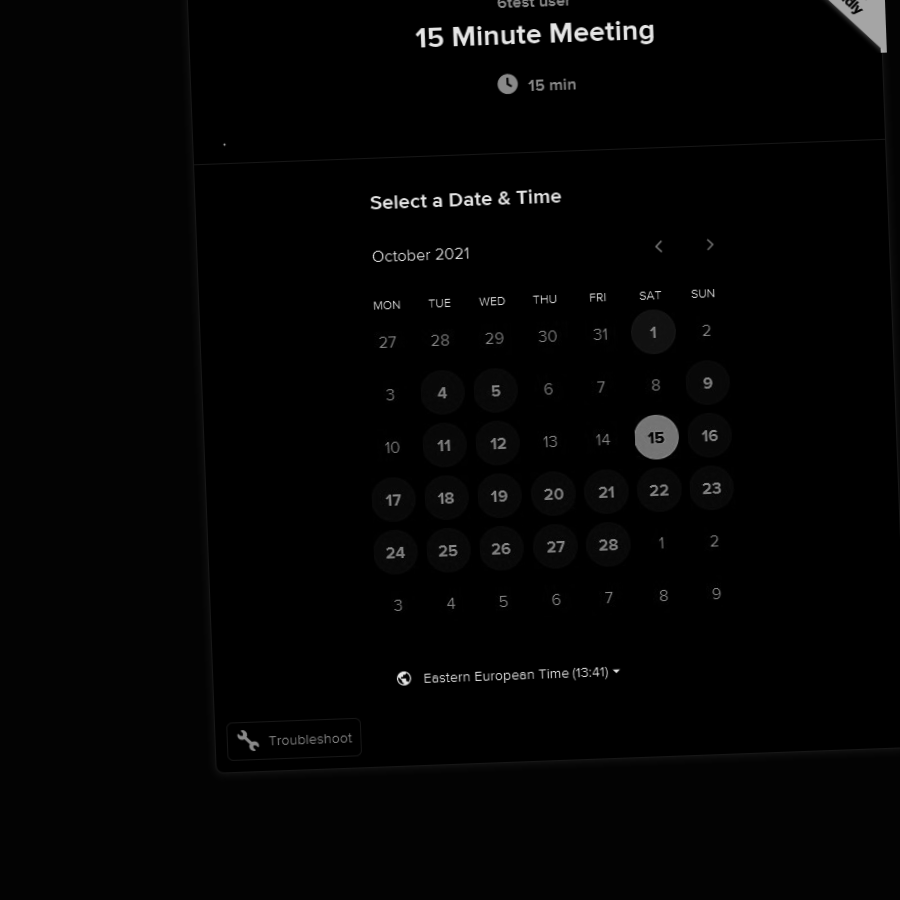 6test user
15 Minute Meeting
15 min
Select a Date & Time
October 2021
MON TUE WED THU FRI SAT SUN
27 28 29 30 31 1 2
3 4 5 6 7 8 9
10 11 12 13 14 15 16
17 18 19 20 21 22 23
24 25 26 27 28 1 2
3 4 5 6 7 8 9
Eastern European Time (13:41)
Troubleshoot